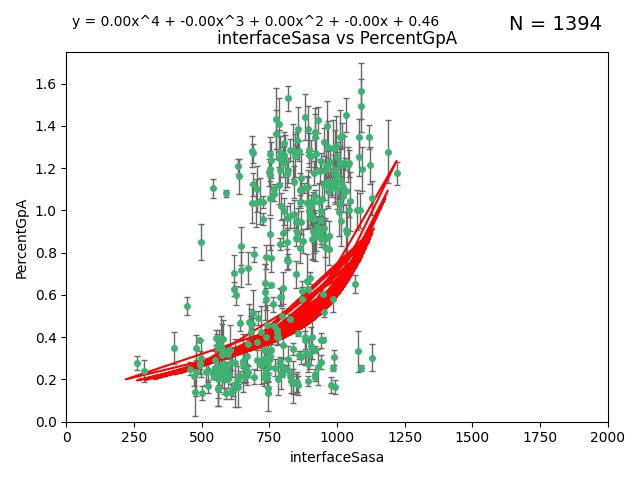 y = 0.00x^4 + -0.00x^3 + 0.00x^2 + -0.00x + 0.46
N = 1394
interfaceSasa vs PercentGpA
PercentGpA
1.6
1.4
1.2
1.0
0.8
0.6
0.4
0.2
0.0
0 250 500 750 1000 1250 1500 1750 2000
interfaceSasa